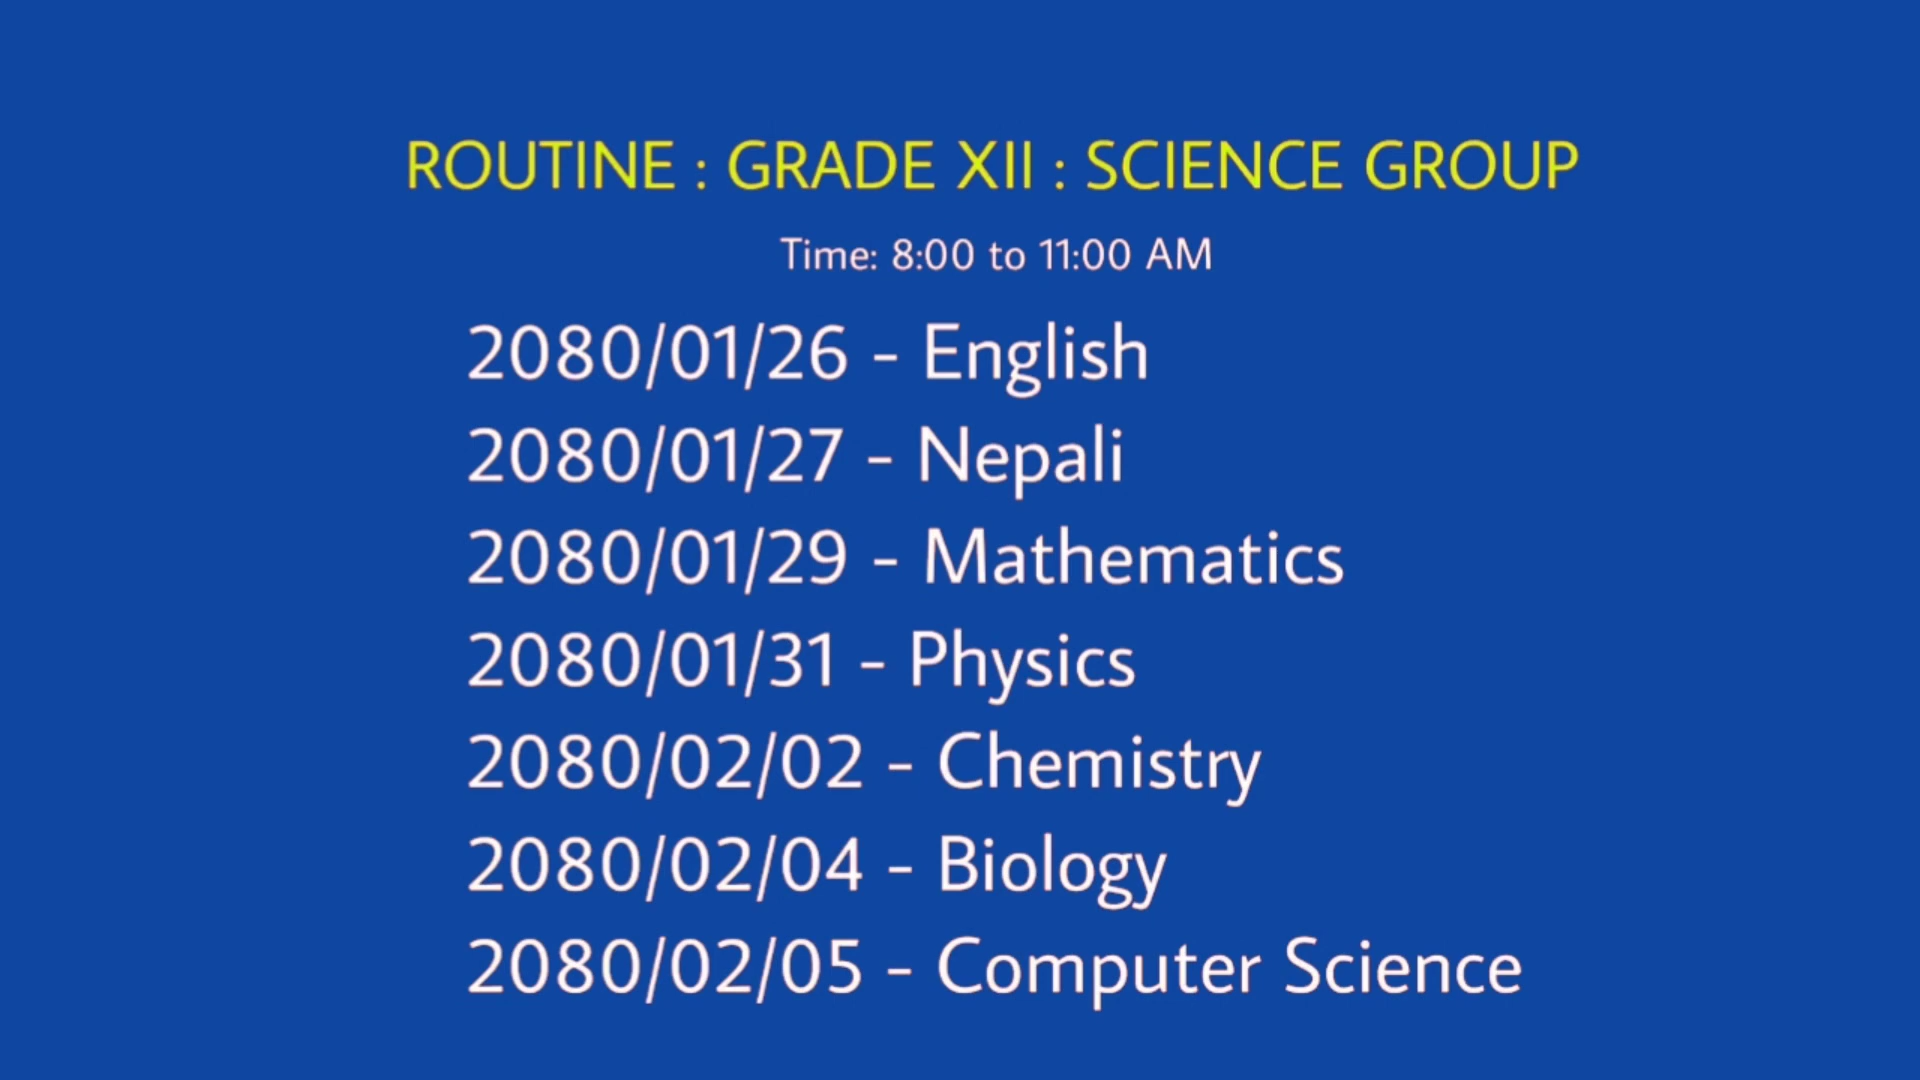 ROUTINE : GRADE XII : SCIENCE GROUP
Time: 8:00 to 11:00 AM
2080/01/26 - English
2080/01/27 - Nepali
2080/01/29 - Mathematics
2080/01/31 - Physics
2080/02/02 - Chemistry
2080/02/04 - Biology
2080/02/05 - Computer Science